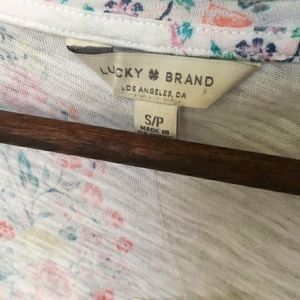 LUCKY BRAND
LOS ANGELES, CA
S/P
MADE IN